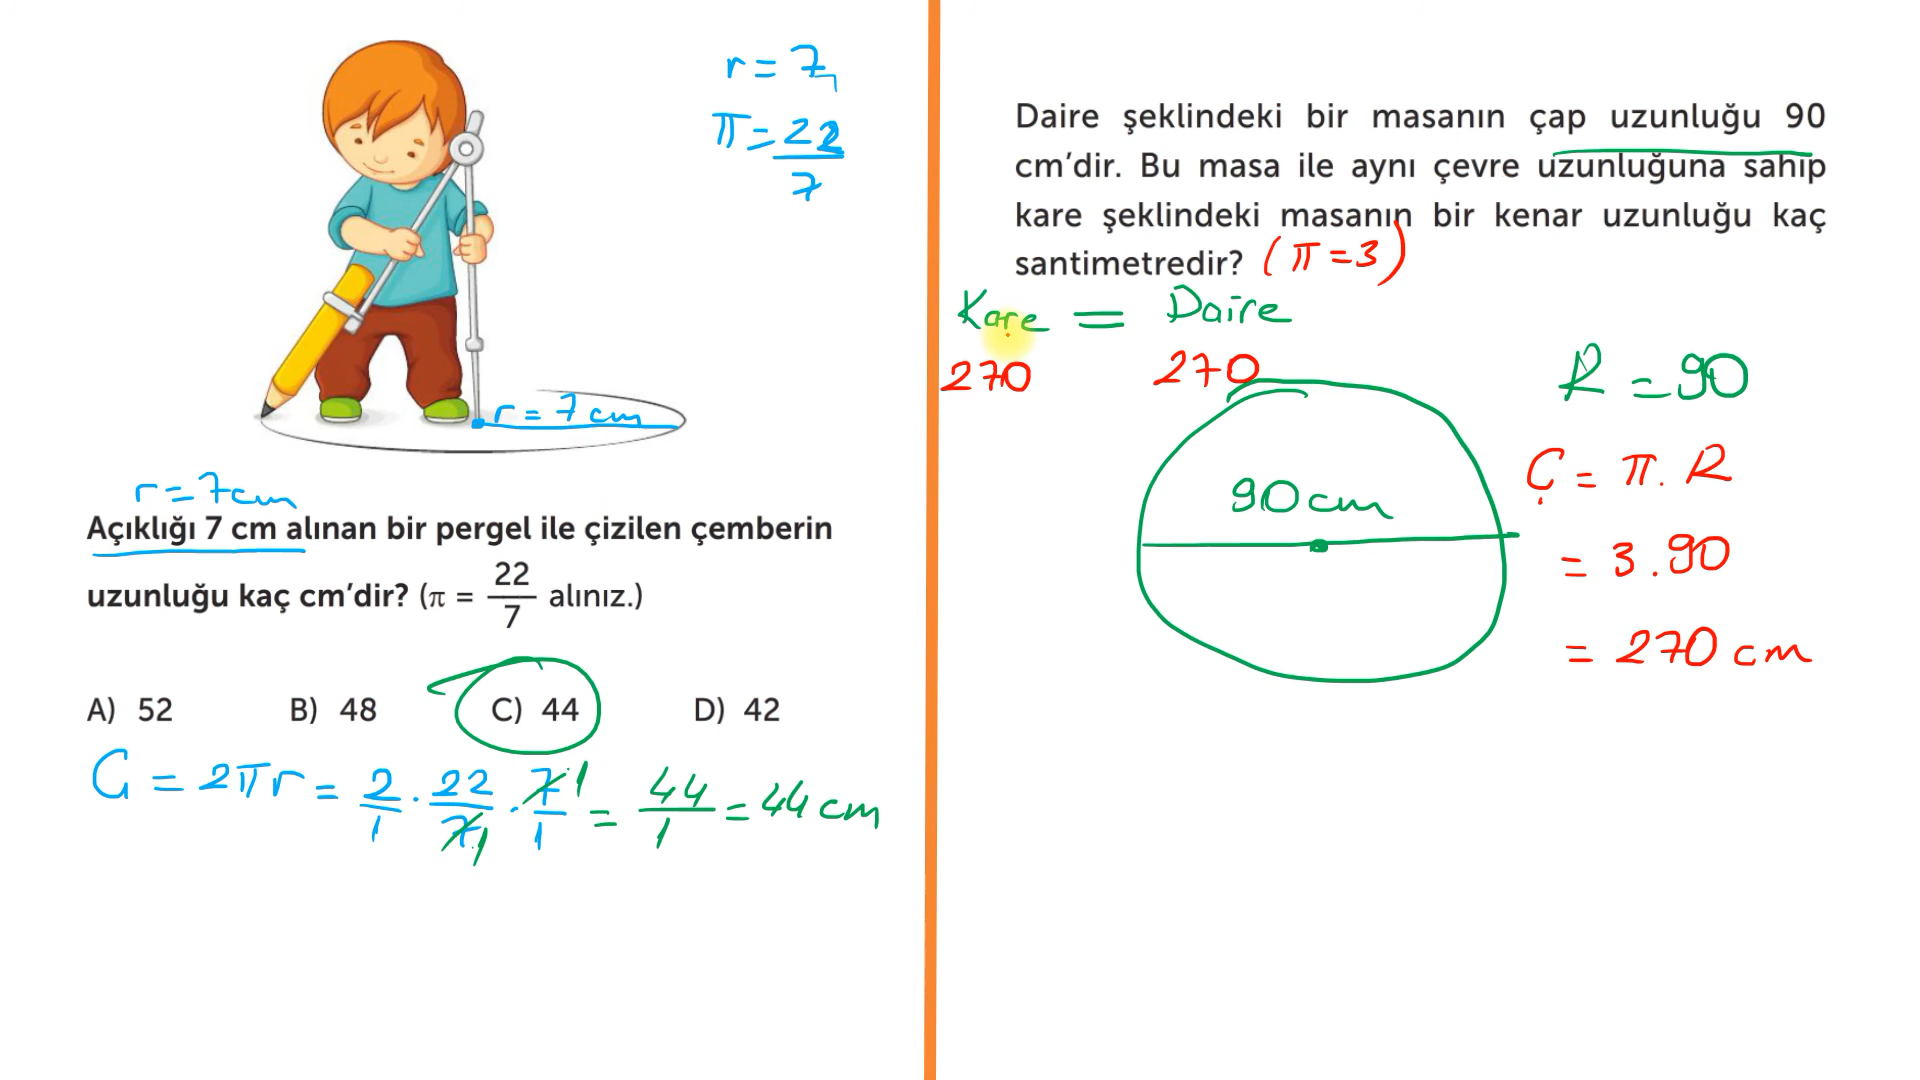 r = 7
π = 22/7
r = 7 cm
r = 7cm
Açıklığı 7 cm alınan bir pergel ile çizilen çemberin
uzunluğu kaç cm’dir? (π = 22/7 alınız.)
A) 52 B) 48 C) 44 D) 42
Ç = 2πr = 2/1 . 22/7 1 . 7/1 1 = 44/1 = 44 cm
Daire şeklindeki bir masanın çap uzunluğu 90
cm’dir. Bu masa ile aynı çevre uzunluğuna sahip
kare şeklindeki masanın bir kenar uzunluğu kaç
santimetredir? (π = 3)
Kare = Daire
270 270
R = 90
90 cm
Ç = π . R
= 3 . 90
= 270 cm